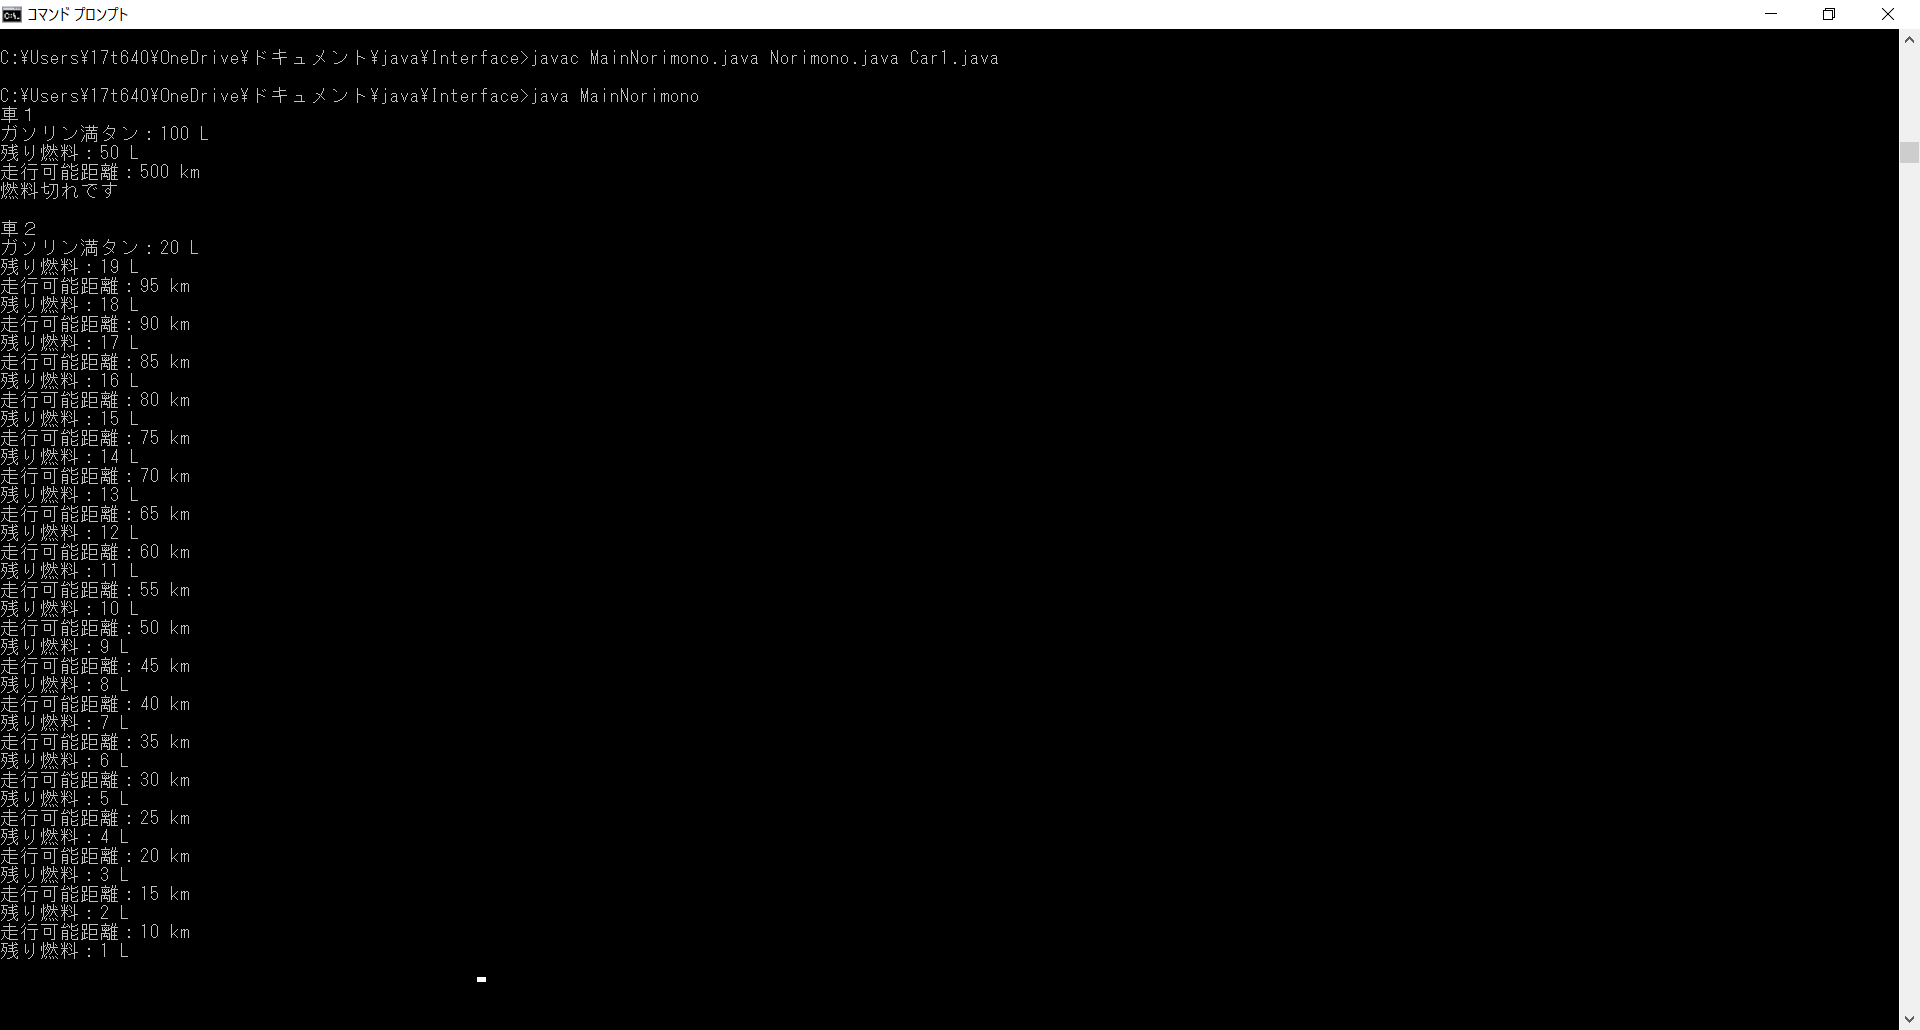 コマンド プロンプト
C:¥Users¥17t640¥OneDrive¥ドキュメント¥java¥Interface>javac MainNorimono.java Norimono.java Car1.java
C:¥Users¥17t640¥OneDrive¥ドキュメント¥java¥Interface>java MainNorimono
車１
ガソリン満タン：100 L
残り燃料：50 L
走行可能距離：500 km
燃料切れです
車２
ガソリン満タン：20 L
残り燃料：19 L
走行可能距離：95 km
残り燃料：18 L
走行可能距離：90 km
残り燃料：17 L
走行可能距離：85 km
残り燃料：16 L
走行可能距離：80 km
残り燃料：15 L
走行可能距離：75 km
残り燃料：14 L
走行可能距離：70 km
残り燃料：13 L
走行可能距離：65 km
残り燃料：12 L
走行可能距離：60 km
残り燃料：11 L
走行可能距離：55 km
残り燃料：10 L
走行可能距離：50 km
残り燃料：9 L
走行可能距離：45 km
残り燃料：8 L
走行可能距離：40 km
残り燃料：7 L
走行可能距離：35 km
残り燃料：6 L
走行可能距離：30 km
残り燃料：5 L
走行可能距離：25 km
残り燃料：4 L
走行可能距離：20 km
残り燃料：3 L
走行可能距離：15 km
残り燃料：2 L
走行可能距離：10 km
残り燃料：1 L